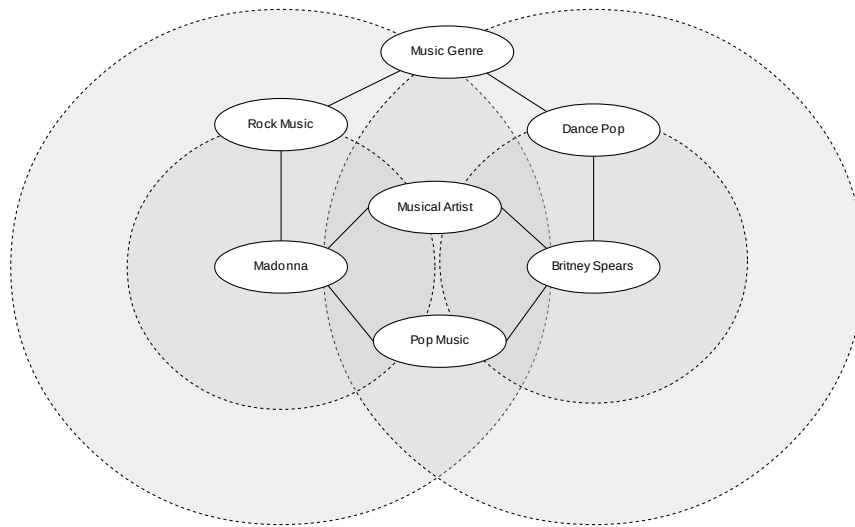 Music Genre
Rock Music
Dance Pop
Musical Artist
Madonna
Britney Spears
Pop Music